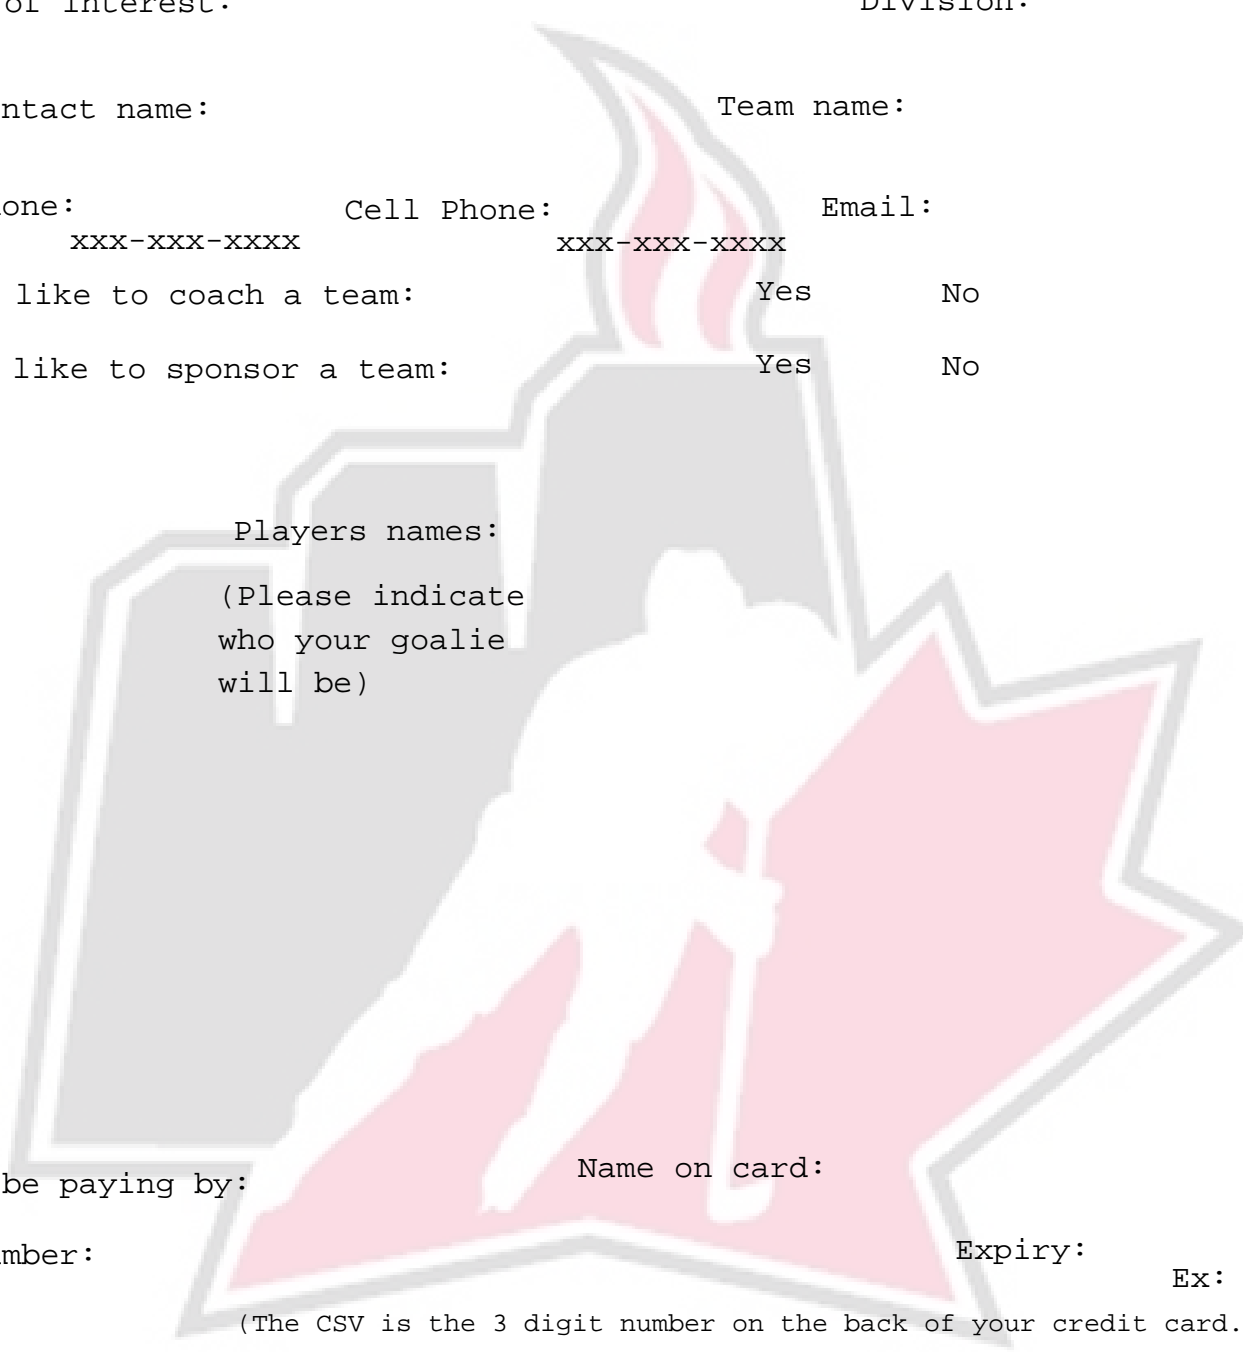 of interest: Division:
ntact name: Team name:
one: Cell Phone: Email:
xxx-xxx-xxxx xxx-xxx-xxxx
like to coach a team: Yes No
like to sponsor a team: Yes No
Players names:
(Please indicate
who your goalie
will be)
be paying by: Name on card:
mber: Expiry:
Ex:
(The CSV is the 3 digit number on the back of your credit card.